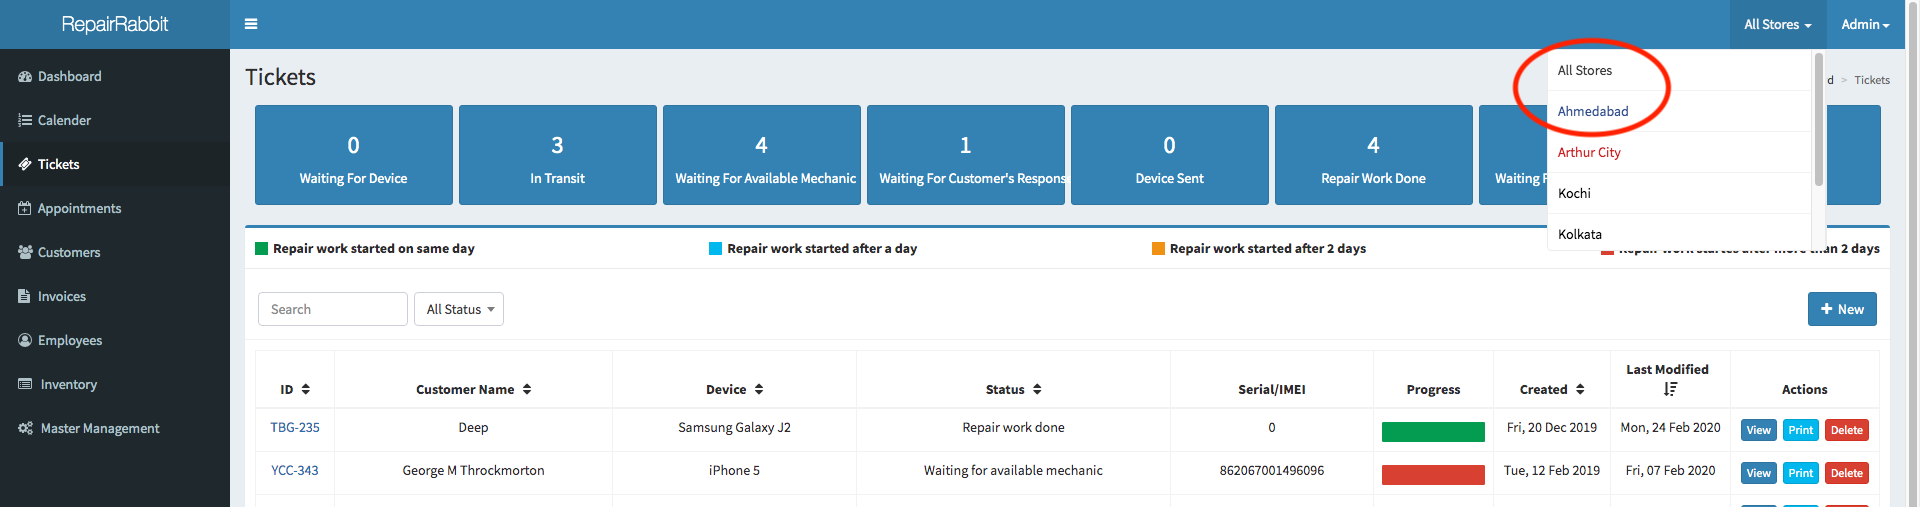 RepairRabbit
All Stores
Admin
Dashboard
Calender
Tickets
Appointments
Customers
Invoices
Employees
Inventory
Master Management
Tickets
d > Tickets
All Stores
Ahmedabad
Arthur City
Kochi
Kolkata
0
Waiting For Device
3
In Transit
4
Waiting For Available Mechanic
1
Waiting For Customer's Respons
0
Device Sent
4
Repair Work Done
Waiting F
Repair work started on same day
Repair work started after a day
Repair work started after 2 days
Repair work startes after more than 2 days
Search
All Status
+ New
ID Customer Name Device Status Serial/IMEI Progress Created Last Modified Actions
TBG-235 Deep Samsung Galaxy J2 Repair work done 0 Fri, 20 Dec 2019 Mon, 24 Feb 2020 View Print Delete
YCC-343 George M Throckmorton iPhone 5 Waiting for available mechanic 862067001496096 Tue, 12 Feb 2019 Fri, 07 Feb 2020 View Print Delete